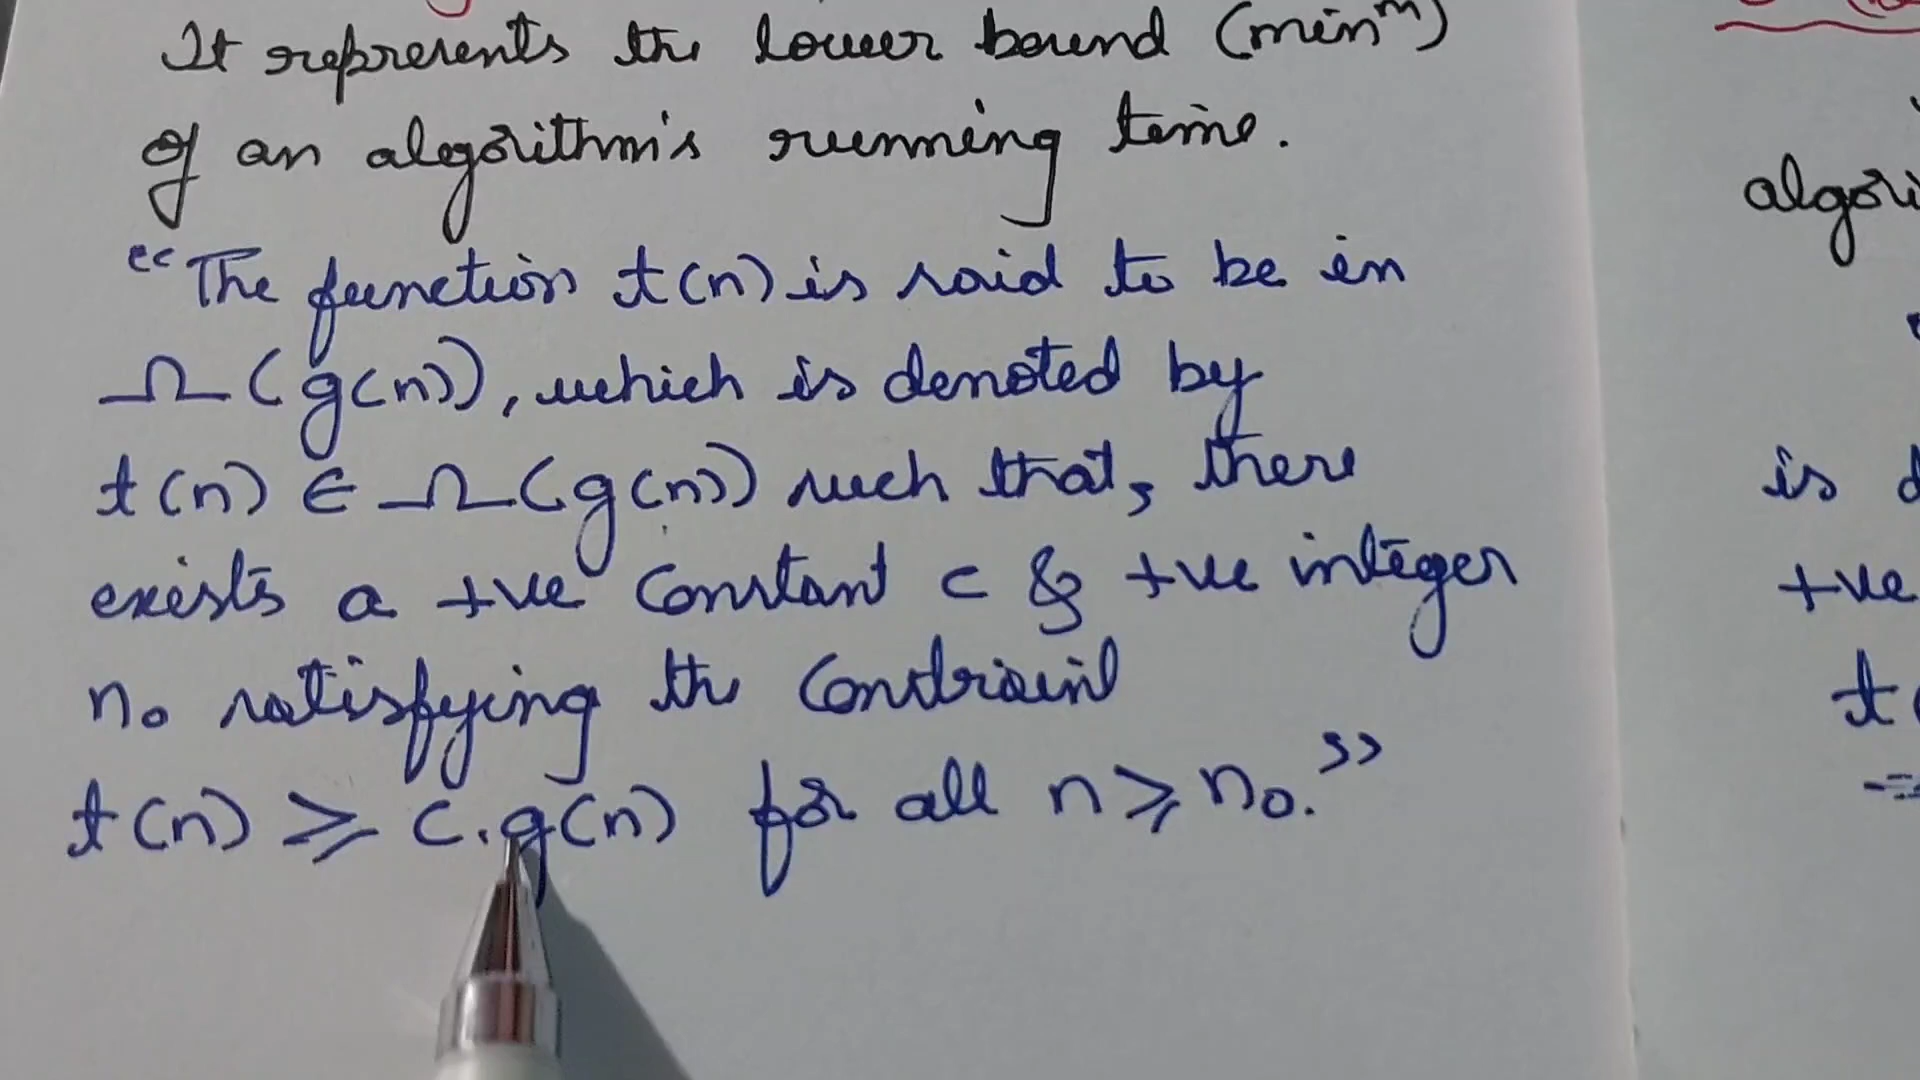 It represents the lower bound (minᵐ)
of an algorithm's running time.
“The function t(n) is said to be in
Ω(g(n)), which is denoted by
t(n) ∈ Ω(g(n)) such that, there
exists a +ve constant c & +ve integer
n₀ satisfying the constraint
t(n) ≥ c.g(n) for all n ≥ n₀.”
algori
is d
+ve
t(